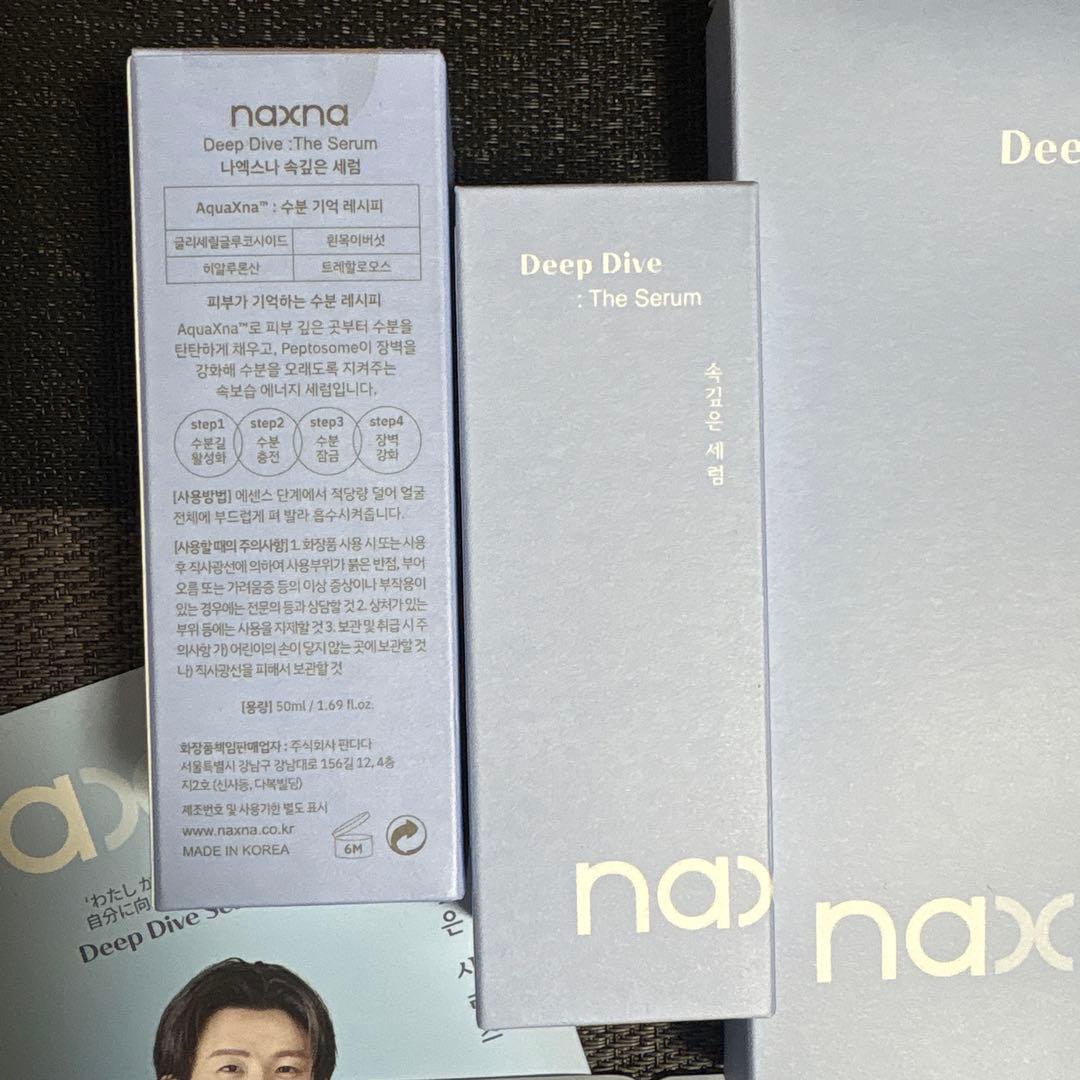 naxna
Deep Dive :The Serum
나엑스나 속깊은 세럼
AquaXna™ : 수분 기억 레시피
글리세릴글루코사이드
흰목이버섯
히알루론산
트레할로오스
피부가 기억하는 수분 레시피
AquaXna™로 피부 깊은 곳부터 수분을
탄탄하게 채우고, Peptosome이 장벽을
강화해 수분을 오래도록 지켜주는
속보습 에너지 세럼입니다.
step1
수분길
활성화
step2
수분
충전
step3
수분
잠금
step4
장벽
강화
[사용방법] 에센스 단계에서 적당량 덜어 얼굴
전체에 부드럽게 펴 발라 흡수시켜줍니다.
[사용할 때의 주의사항] 1. 화장품 사용 시 또는 사용
후 직사광선에 의하여 사용부위가 붉은 반점, 부어
오름 또는 가려움증 등의 이상 증상이나 부작용이
있는 경우에는 전문의 등과 상담할 것 2. 상처가 있는
부위 등에는 사용을 자제할 것 3. 보관 및 취급 시 주
의사항 가) 어린이의 손이 닿지 않는 곳에 보관할 것
나) 직사광선을 피해서 보관할 것
[용량] 50ml / 1.69 fl.oz.
화장품책임판매업자 : 주식회사 판다다
서울특별시 강남구 강남대로 156길 12, 4층
지2호 (신사동, 다복빌딩)
제조번호 및 사용기한 별도 표시
www.naxna.co.kr
MADE IN KOREA
6M
Deep Dive
: The Serum
속깊은 세럼
nax
Dee
nax
ax
'わたしが
自分に向
Deep Dive Se
은